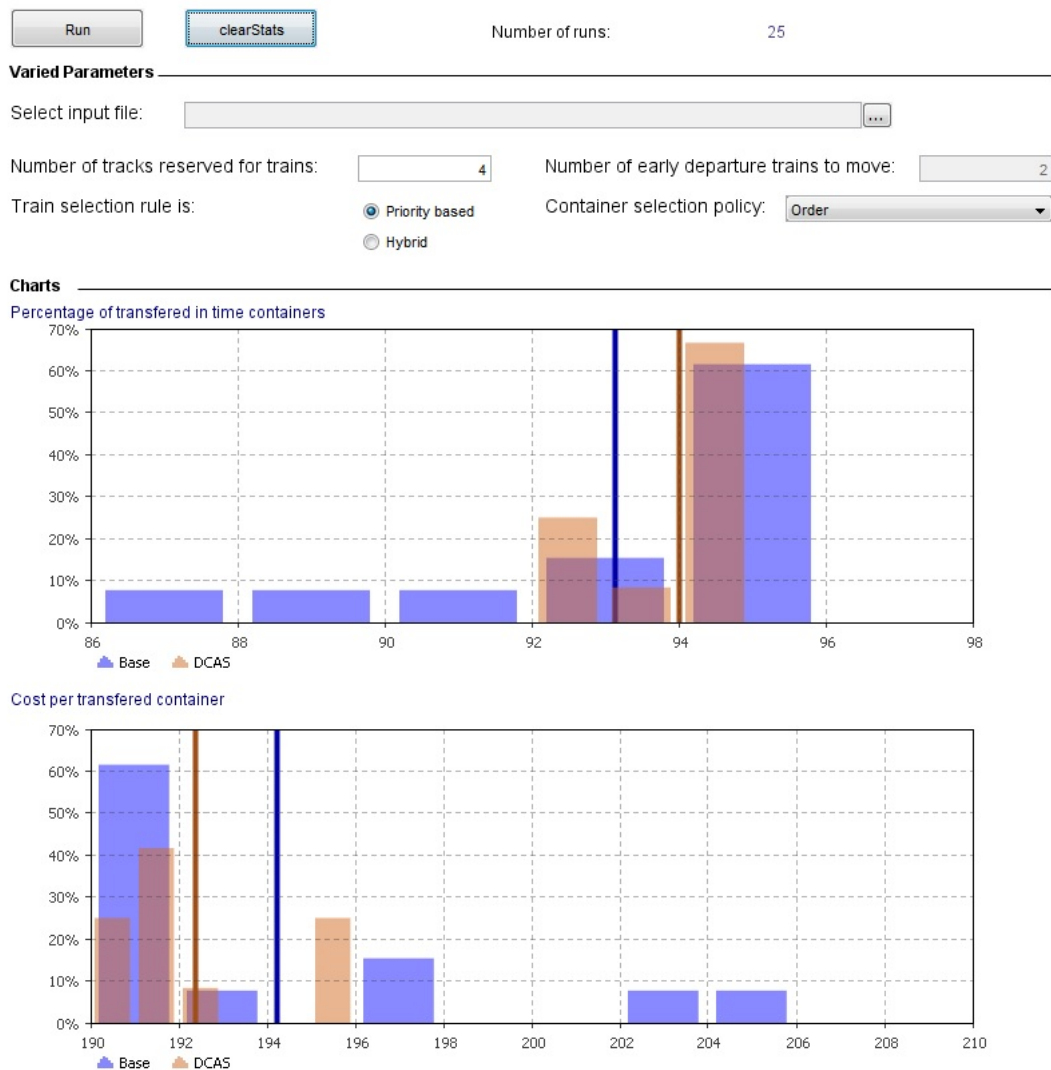 Run clearStats Number of runs: 25
Varied Parameters
Select input file: ...
Number of tracks reserved for trains: 4 Number of early departure trains to move: 2
Train selection rule is: Priority based Container selection policy: Order
Hybrid
Charts
Percentage of transfered in time containers
70%
60%
50%
40%
30%
20%
10%
0%
86 88 90 92 94 96 98
Base DCAS
Cost per transfered container
70%
60%
50%
40%
30%
20%
10%
0%
190 192 194 196 198 200 202 204 206 208 210
Base DCAS